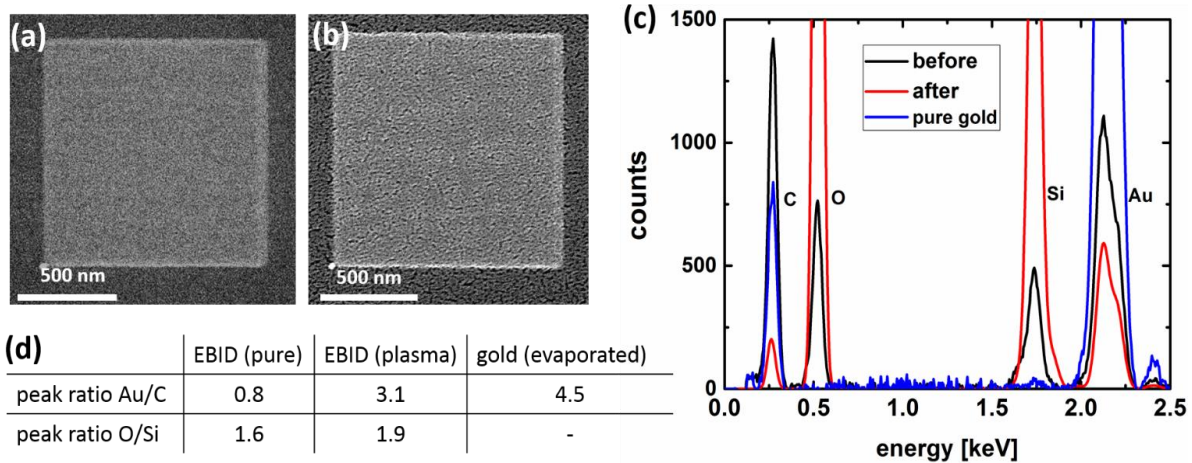 (a)
500 nm
(b)
500 nm
(c)
1500
1000
500
0
counts
before
after
pure gold
C
O
Si
Au
0.0 0.5 1.0 1.5 2.0 2.5
energy [keV]
(d)
EBID (pure) EBID (plasma) gold (evaporated)
peak ratio Au/C 0.8 3.1 4.5
peak ratio O/Si 1.6 1.9 -